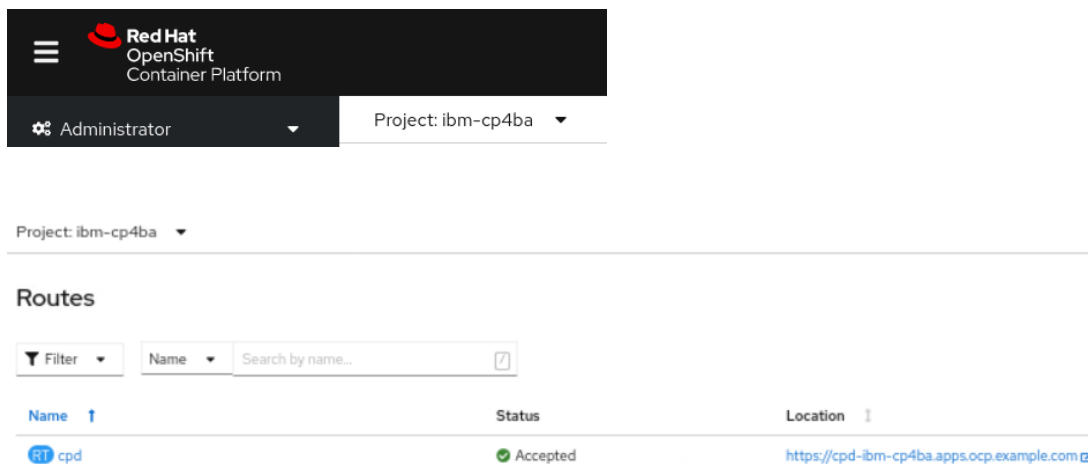 Red Hat
OpenShift
Container Platform
Administrator
Project: ibm-cp4ba
Project: ibm-cp4ba
Routes
Filter Name Search by name... /
Name Status Location
RT cpd Accepted https://cpd-ibm-cp4ba.apps.ocp.example.com